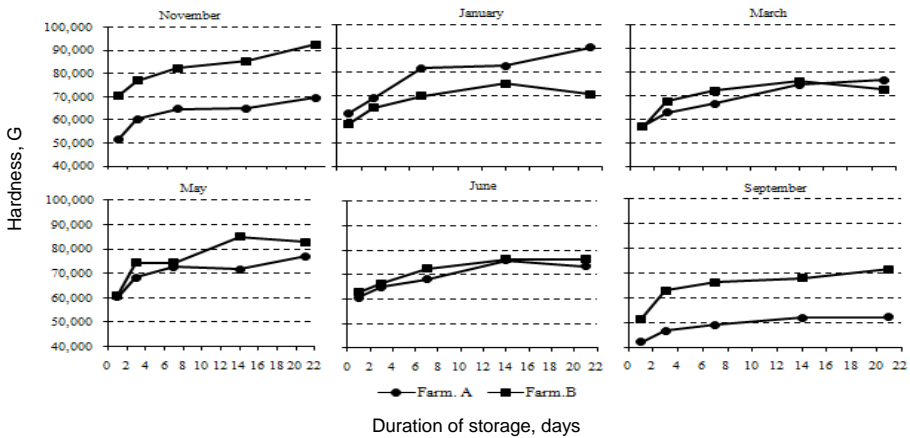 November
January
March
100,000
90,000
80,000
70,000
60,000
50,000
40,000
Hardness, G
May
June
September
100,000
90,000
80,000
70,000
60,000
50,000
40,000
0 2 4 6 8 10 12 14 16 18 20 22
0 2 4 6 8 10 12 14 16 18 20 22
0 2 4 6 8 10 12 14 16 18 20 22
Farm. A Farm.B
Duration of storage, days